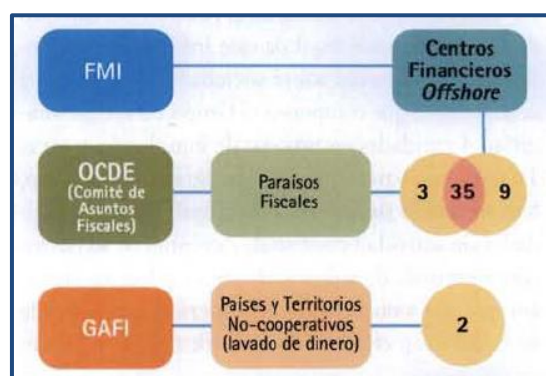 FMI
Centros
Financieros
Offshore
OCDE
(Comité de
Asuntos
Fiscales)
Paraísos
Fiscales
3 35 9
GAFI
Países y Territorios
No-cooperativos
(lavado de dinero)
2